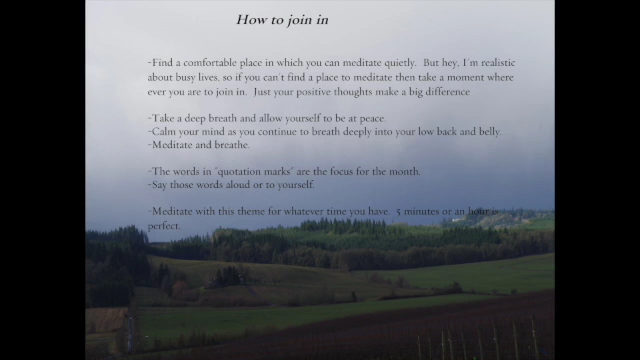 How to join in
-Find a comfortable place in which you can meditate quietly. But hey, I'm realistic
about busy lives, so if you can't find a place to meditate then take a moment where
ever you are to join in. Just your positive thoughts make a big difference
-Take a deep breath and allow yourself to be at peace.
-Calm your mind as you continue to breath deeply into your low back and belly.
-Meditate and breathe.
-The words in "quotation marks" are the focus for the month.
-Say those words aloud or to yourself.
-Meditate with this theme for whatever time you have. 5 minutes or an hour is
perfect.